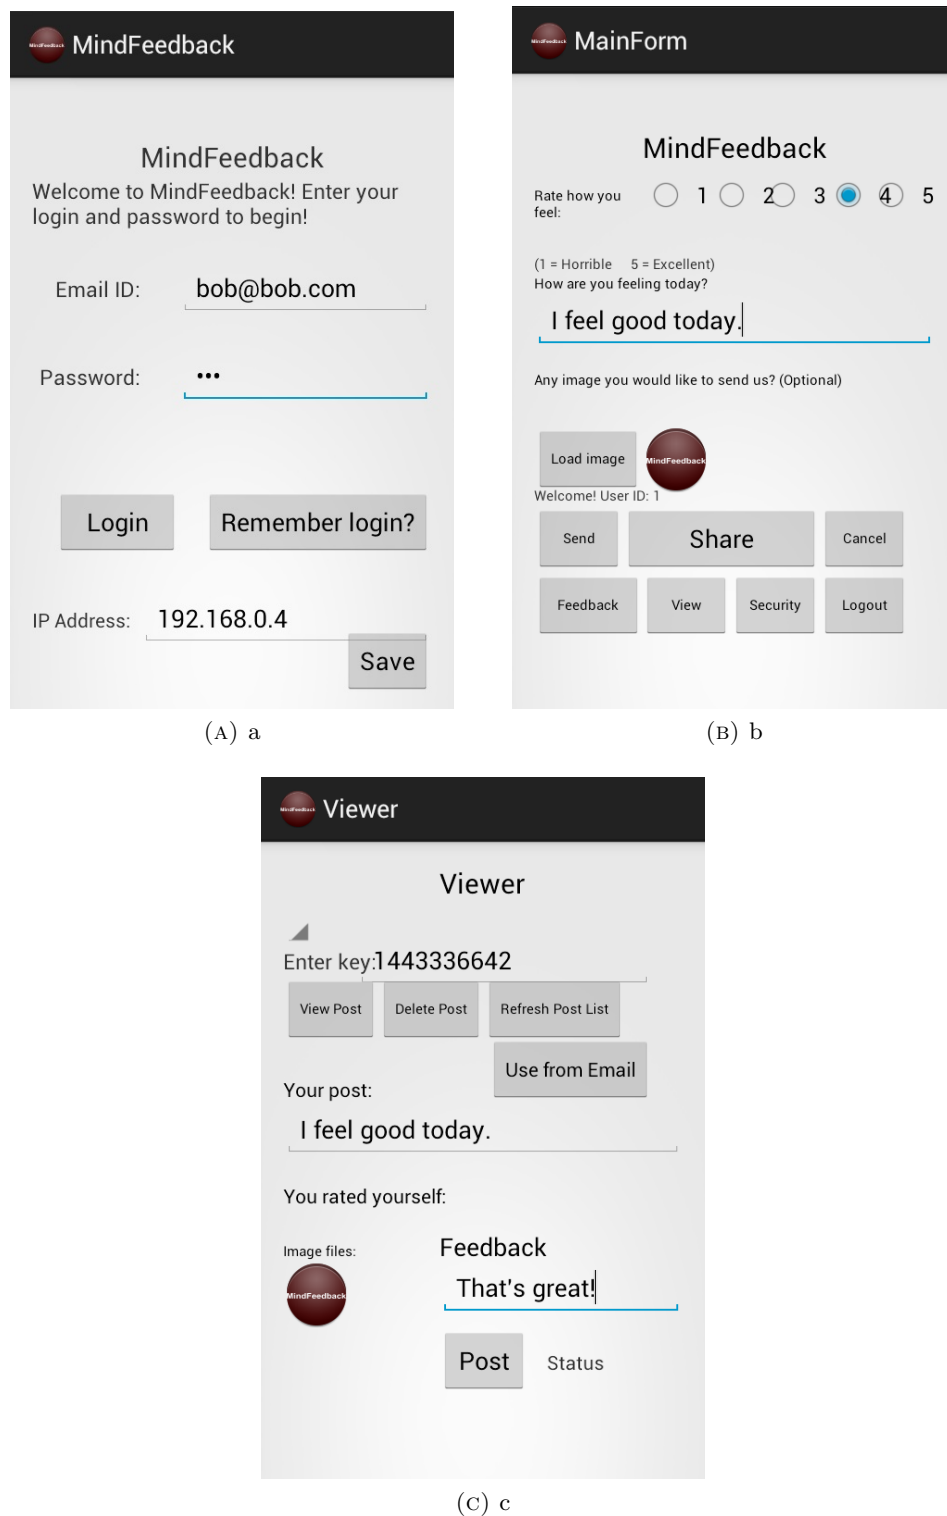 MindFeedback
MindFeedback
MindFeedback
Welcome to MindFeedback! Enter your
login and password to begin!
Email ID: bob@bob.com
Password: •••
Login Remember login?
IP Address: 192.168.0.4
Save
(A) a
MindFeedback
MainForm
MindFeedback
Rate how you
feel:
1 2 3 4 5
(1 = Horrible 5 = Excellent)
How are you feeling today?
I feel good today.
Any image you would like to send us? (Optional)
Load image MindFeedback
Welcome! User ID: 1
Send Share Cancel
Feedback View Security Logout
(B) b
MindFeedback
Viewer
Viewer
Enter key: 1443336642
View Post Delete Post Refresh Post List
Use from Email
Your post:
I feel good today.
You rated yourself:
Image files:
MindFeedback
Feedback
That's great!
Post Status
(C) c